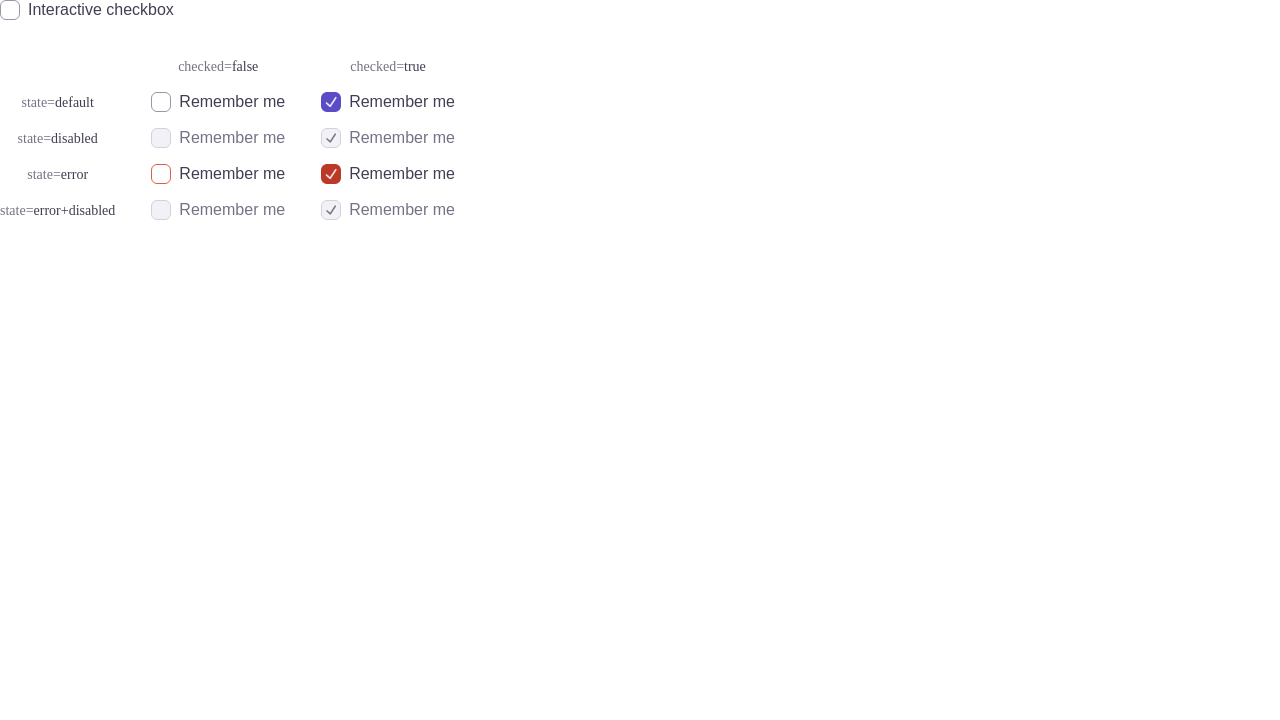 Interactive checkbox
checked=false checked=true
state=default Remember me Remember me
state=disabled Remember me Remember me
state=error Remember me Remember me
state=error+disabled Remember me Remember me